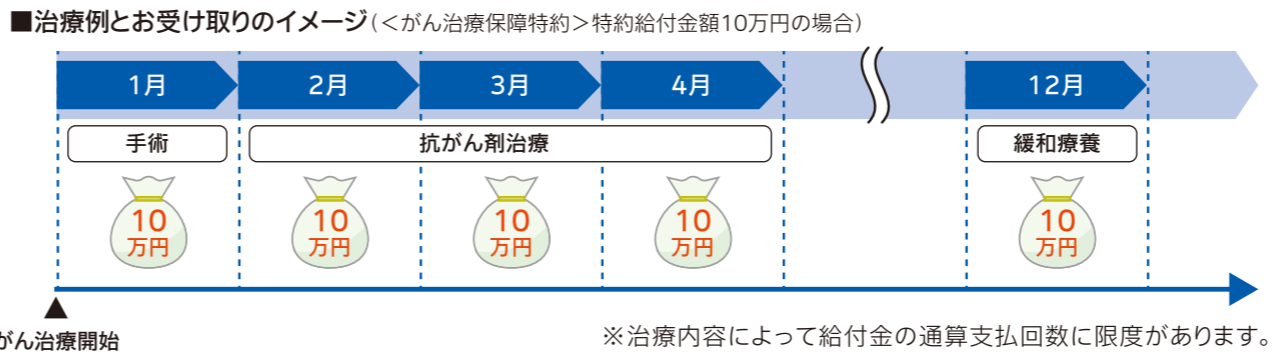 ■治療例とお受け取りのイメージ(<がん治療保障特約>特約給付金額10万円の場合)
1月 2月 3月 4月 12月
手術 抗がん剤治療 緩和療養
10 10 10 10 10
万円 万円 万円 万円 万円
▲
がん治療開始
※治療内容によって給付金の通算支払回数に限度があります。